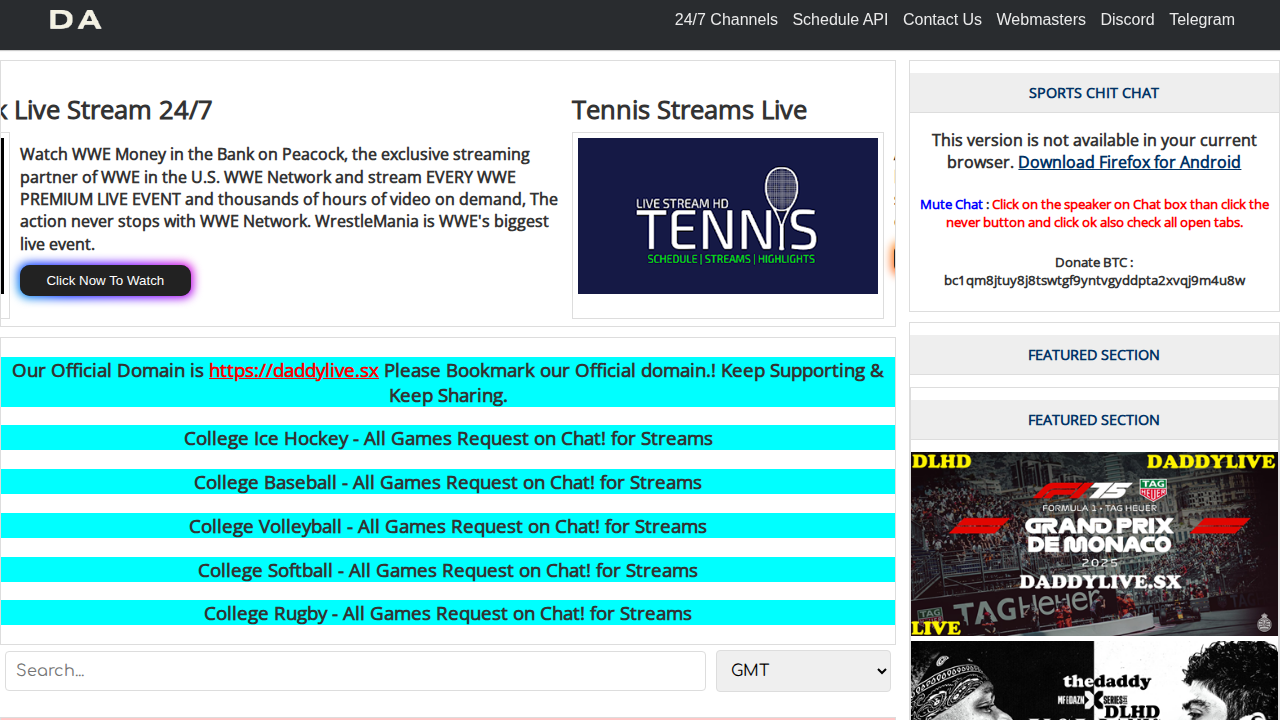 DA
24/7 Channels Schedule API Contact Us Webmasters Discord Telegram
Live Stream 24/7
Watch WWE Money in the Bank on Peacock, the exclusive streaming
partner of WWE in the U.S. WWE Network and stream EVERY WWE
PREMIUM LIVE EVENT and thousands of hours of video on demand, The
action never stops with WWE Network. WrestleMania is WWE's biggest
live event.
Click Now To Watch
Tennis Streams Live
LIVE STREAM HD
TENNIS
SCHEDULE | STREAMS | HIGHLIGHTS
Our Official Domain is https://daddylive.sx Please Bookmark our Official domain.! Keep Supporting &
Keep Sharing.
College Ice Hockey - All Games Request on Chat! for Streams
College Baseball - All Games Request on Chat! for Streams
College Volleyball - All Games Request on Chat! for Streams
College Softball - All Games Request on Chat! for Streams
College Rugby - All Games Request on Chat! for Streams
Search...
GMT
SPORTS CHIT CHAT
This version is not available in your current
browser. Download Firefox for Android
Mute Chat : Click on the speaker on Chat box than click the
never button and click ok also check all open tabs.
Donate BTC :
bc1qm8jtuy8j8tswtgf9yntvgyddpta2xvqj9m4u8w
FEATURED SECTION
FEATURED SECTION
DLHD DADDYLIVE
F1 75 TAG HEUER
FORMULA 1 • TAG HEUER
GRAND PRIX
DE MONACO
2025
DADDYLIVE.SX
TAG HEUER
TAGHeuer
LIVE
thedaddy
MF|DAZN X SERIES
DLHD